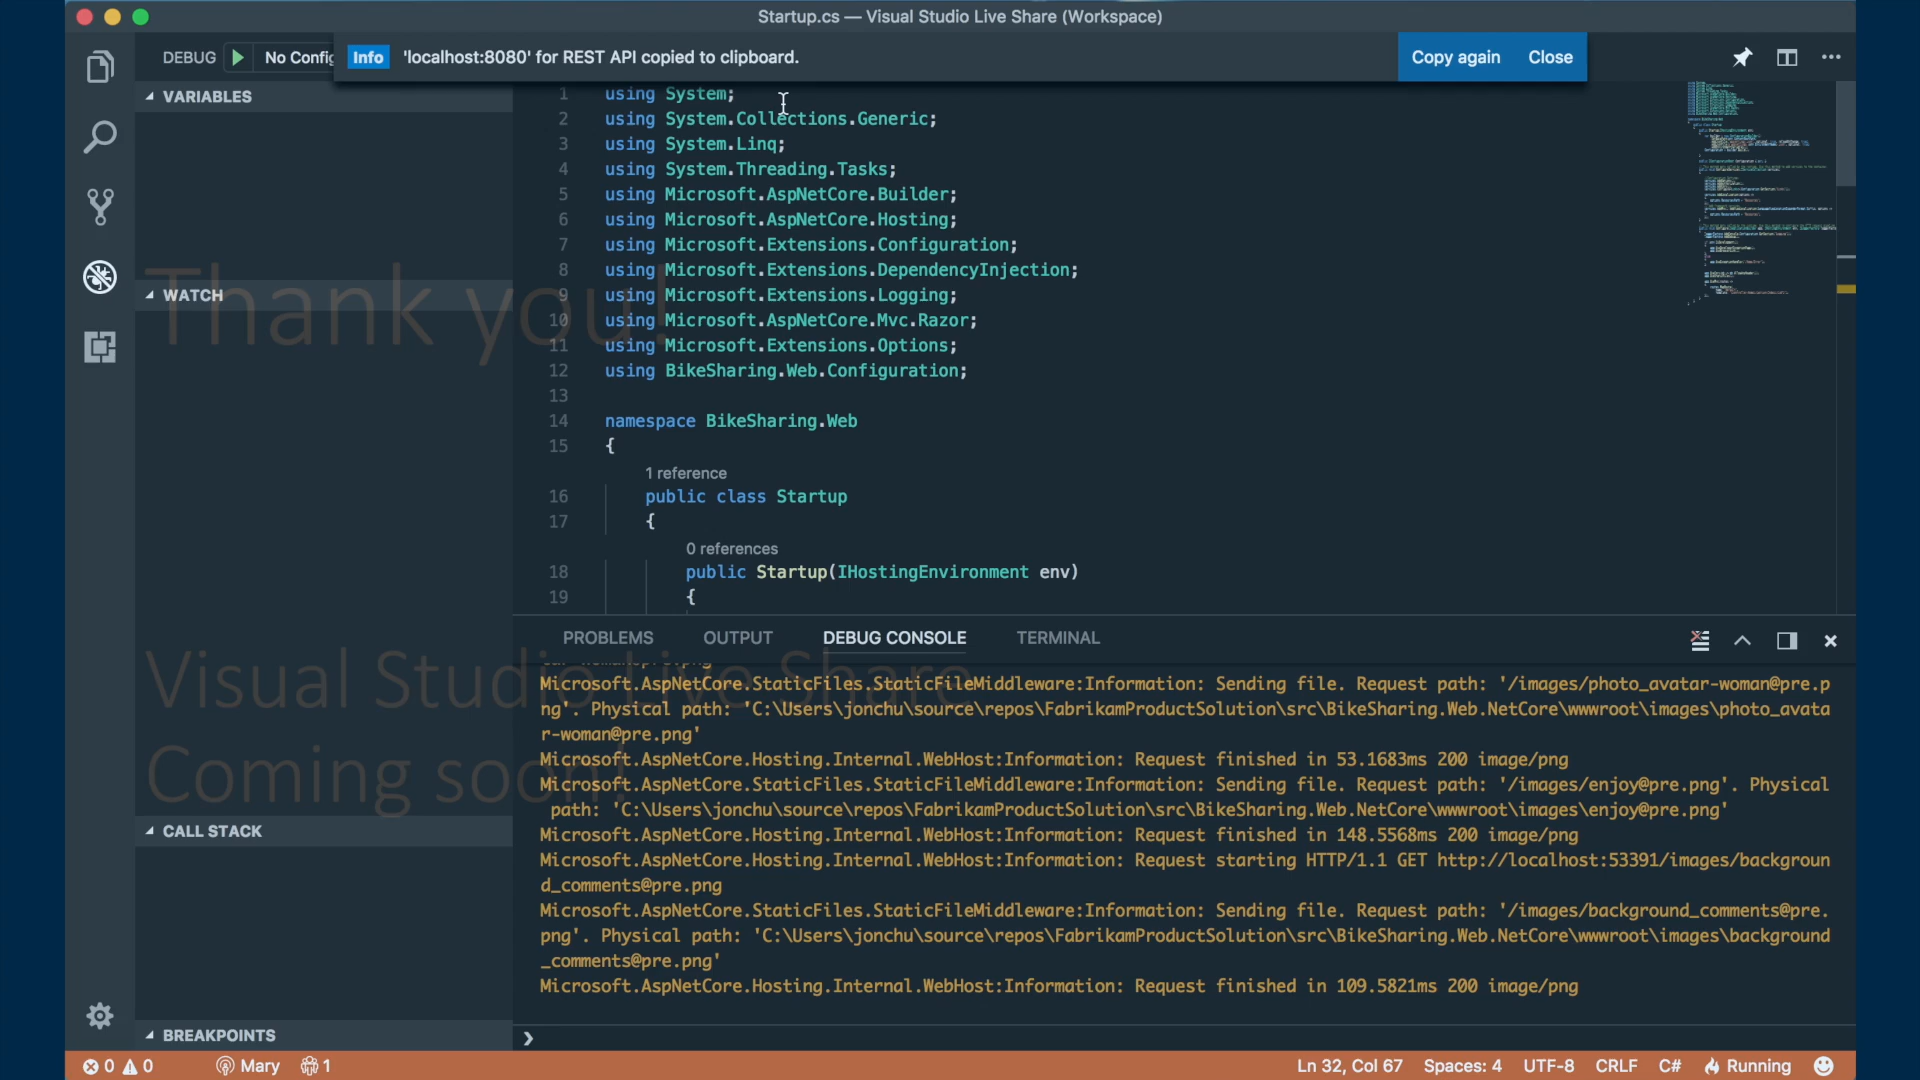 Startup.cs — Visual Studio Live Share (Workspace)
DEBUG No Config
Info 'localhost:8080' for REST API copied to clipboard. Copy again Close
VARIABLES
WATCH
CALL STACK
BREAKPOINTS
Thank you!
Visual Studio Live Share
Coming soon!
1 using System;
2 using System.Collections.Generic;
3 using System.Linq;
4 using System.Threading.Tasks;
5 using Microsoft.AspNetCore.Builder;
6 using Microsoft.AspNetCore.Hosting;
7 using Microsoft.Extensions.Configuration;
8 using Microsoft.Extensions.DependencyInjection;
9 using Microsoft.Extensions.Logging;
10 using Microsoft.AspNetCore.Mvc.Razor;
11 using Microsoft.Extensions.Options;
12 using BikeSharing.Web.Configuration;
13
14 namespace BikeSharing.Web
15 {
1 reference
16 public class Startup
17 {
0 references
18 public Startup(IHostingEnvironment env)
19 {
PROBLEMS OUTPUT DEBUG CONSOLE TERMINAL
Microsoft.AspNetCore.StaticFiles.StaticFileMiddleware:Information: Sending file. Request path: '/images/photo_avatar-woman@pre.p
ng'. Physical path: 'C:\Users\jonchu\source\repos\FabrikamProductSolution\src\BikeSharing.Web.NetCore\wwwroot\images\photo_avata
r-woman@pre.png'
Microsoft.AspNetCore.Hosting.Internal.WebHost:Information: Request finished in 53.1683ms 200 image/png
Microsoft.AspNetCore.StaticFiles.StaticFileMiddleware:Information: Sending file. Request path: '/images/enjoy@pre.png'. Physical
path: 'C:\Users\jonchu\source\repos\FabrikamProductSolution\src\BikeSharing.Web.NetCore\wwwroot\images\enjoy@pre.png'
Microsoft.AspNetCore.Hosting.Internal.WebHost:Information: Request finished in 148.5568ms 200 image/png
Microsoft.AspNetCore.Hosting.Internal.WebHost:Information: Request starting HTTP/1.1 GET http://localhost:53391/images/backgroun
d_comments@pre.png
Microsoft.AspNetCore.StaticFiles.StaticFileMiddleware:Information: Sending file. Request path: '/images/background_comments@pre.
png'. Physical path: 'C:\Users\jonchu\source\repos\FabrikamProductSolution\src\BikeSharing.Web.NetCore\wwwroot\images\background
_comments@pre.png'
Microsoft.AspNetCore.Hosting.Internal.WebHost:Information: Request finished in 109.5821ms 200 image/png
0 0 Mary 1 Ln 32, Col 67 Spaces: 4 UTF-8 CRLF C# Running